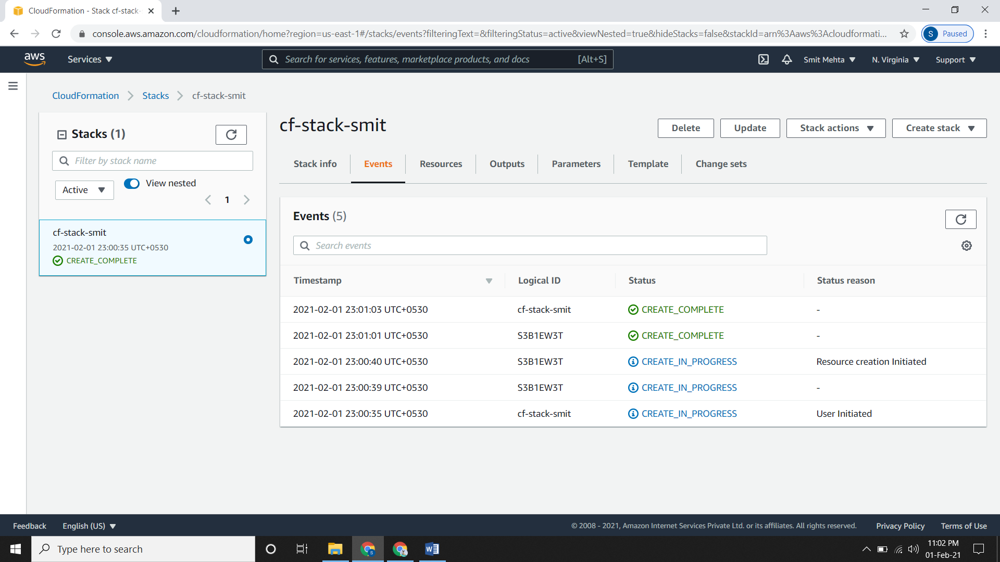 CloudFormation - Stack cf-stack-
console.aws.amazon.com/cloudformation/home?region=us-east-1#/stacks/events?filteringText=&filteringStatus=active&viewNested=true&hideStacks=false&stackId=arn%3Aaws%3Acloudformati...
S Paused
aws Services Search for services, features, marketplace products, and docs [Alt+S] Smit Mehta N. Virginia Support
CloudFormation Stacks cf-stack-smit
Stacks (1)
Filter by stack name
Active View nested
1
cf-stack-smit
2021-02-01 23:00:35 UTC+0530
CREATE_COMPLETE
cf-stack-smit
Delete Update Stack actions Create stack
Stack info Events Resources Outputs Parameters Template Change sets
Events (5)
Search events
Timestamp Logical ID Status Status reason
2021-02-01 23:01:03 UTC+0530 cf-stack-smit CREATE_COMPLETE -
2021-02-01 23:01:01 UTC+0530 S3B1EW3T CREATE_COMPLETE -
2021-02-01 23:00:40 UTC+0530 S3B1EW3T CREATE_IN_PROGRESS Resource creation Initiated
2021-02-01 23:00:39 UTC+0530 S3B1EW3T CREATE_IN_PROGRESS -
2021-02-01 23:00:35 UTC+0530 cf-stack-smit CREATE_IN_PROGRESS User Initiated
Feedback English (US) © 2008 - 2021, Amazon Internet Services Private Ltd. or its affiliates. All rights reserved. Privacy Policy Terms of Use
Type here to search
11:02 PM
01-Feb-21